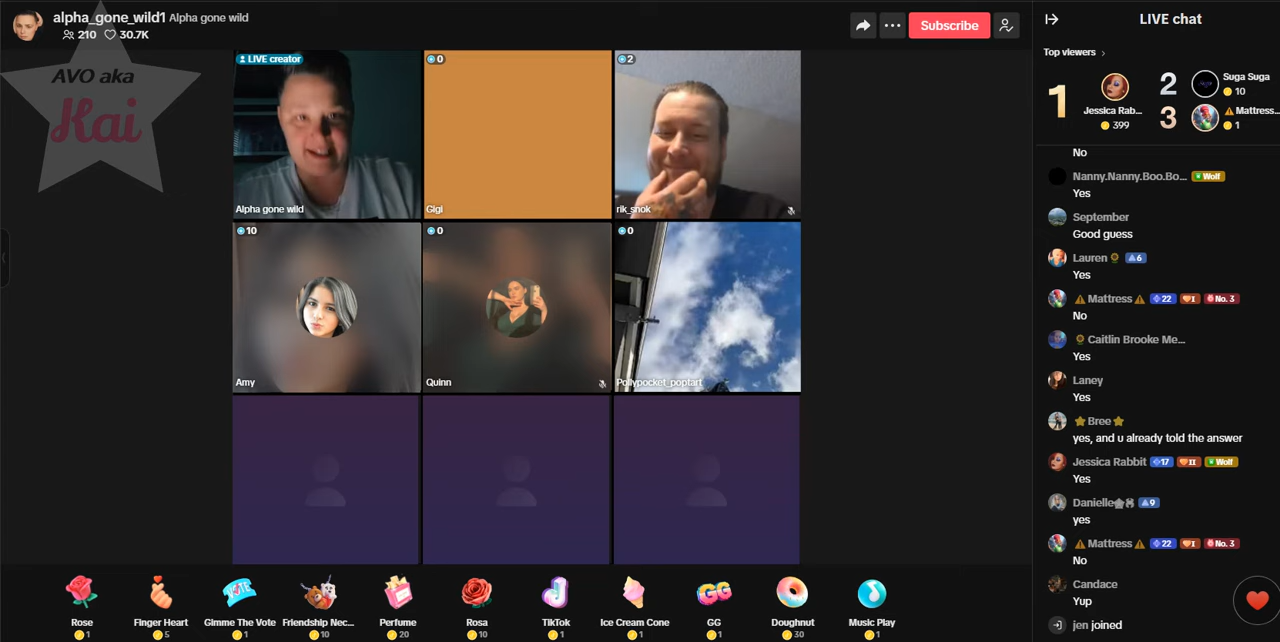 alpha_gone_wild1 Alpha gone wild
210 30.7K
Subscribe
AVO aka
Kai
LIVE creator
Alpha gone wild
0
Gigi
2
rik_snok
10
Amy
0
Quinn
0
Pollypocket_poptart
Rose
1
Finger Heart
5
VOTE
Gimme The Vote
1
Friendship Nec...
10
Perfume
20
Rosa
10
TikTok
1
Ice Cream Cone
1
GG
GG
1
Doughnut
30
Music Play
1
LIVE chat
Top viewers
1
Jessica Rab...
399
2
Suga Suga
10
3
Mattress...
1
No
Nanny.Nanny.Boo.Bo... Wolf
Yes
September
Good guess
Lauren 6
Yes
Mattress 22 I No. 3
No
Caitlin Brooke Me...
Yes
Laney
Yes
Bree
yes, and u already told the answer
Jessica Rabbit 17 II Wolf
Yes
Danielle 9
yes
Mattress 22 I No. 3
No
Candace
Yup
jen joined